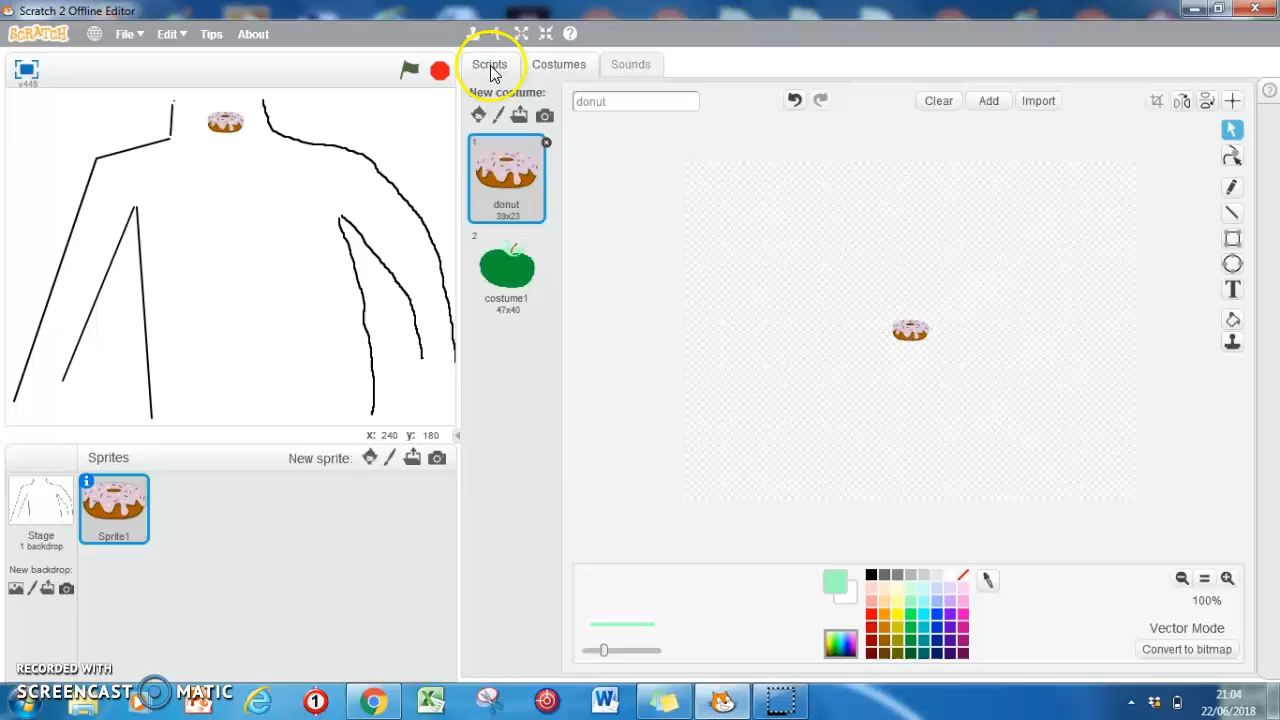 Scratch 2 Offline Editor
SCRATCH File Edit Tips About
v448
Scripts Costumes Sounds
New costume:
donut
Clear Add Import
1
donut
39x23
2
costume1
47x40
x: 240 y: 180
Sprites New sprite:
Stage
1 backdrop
Sprite1
New backdrop:
100%
Vector Mode
Convert to bitmap
RECORDED WITH
SCREENCAST MATIC
21:04
22/06/2018